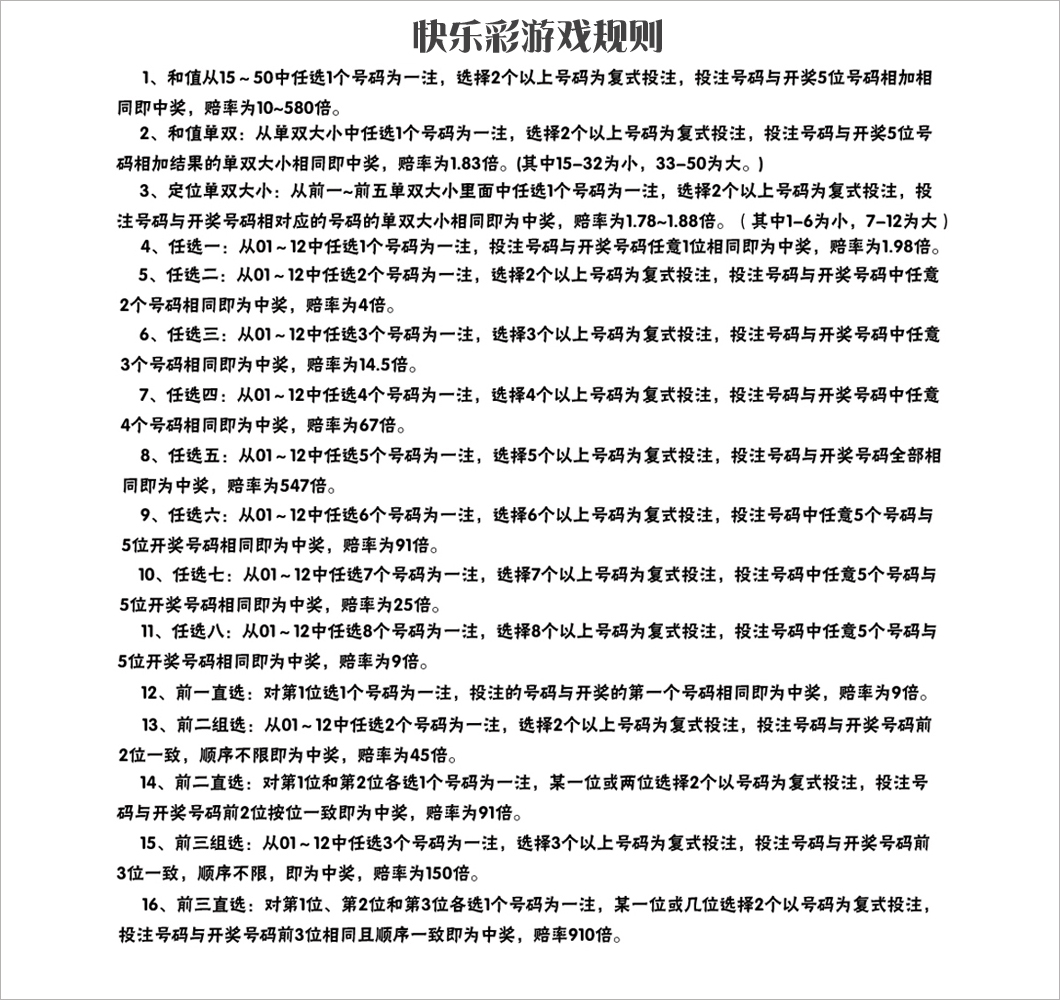 快乐彩游戏规则
1、和值从15～50中任选1个号码为一注，选择2个以上号码为复式投注，投注号码与开奖5位号码相加相
同即中奖，赔率为10~580倍。
2、和值单双：从单双大小中任选1个号码为一注，选择2个以上号码为复式投注，投注号码与开奖5位号
码相加结果的单双大小相同即中奖，赔率为1.83倍。(其中15-32为小，33-50为大。)
3、定位单双大小：从前一~前五单双大小里面中任选1个号码为一注，选择2个以上号码为复式投注，投
注号码与开奖号码相对应的号码的单双大小相同即为中奖，赔率为1.78~1.88倍。（其中1-6为小，7-12为大）
4、任选一：从01～12中任选1个号码为一注，投注号码与开奖号码任意1位相同即为中奖，赔率为1.98倍。
5、任选二：从01～12中任选2个号码为一注，选择2个以上号码为复式投注，投注号码与开奖号码中任意
2个号码相同即为中奖，赔率为4倍。
6、任选三：从01～12中任选3个号码为一注，选择3个以上号码为复式投注，投注号码与开奖号码中任意
3个号码相同即为中奖，赔率为14.5倍。
7、任选四：从01～12中任选4个号码为一注，选择4个以上号码为复式投注，投注号码与开奖号码中任意
4个号码相同即为中奖，赔率为67倍。
8、任选五：从01～12中任选5个号码为一注，选择5个以上号码为复式投注，投注号码与开奖号码全部相
同即为中奖，赔率为547倍。
9、任选六：从01～12中任选6个号码为一注，选择6个以上号码为复式投注，投注号码中任意5个号码与
5位开奖号码相同即为中奖，赔率为91倍。
10、任选七：从01～12中任选7个号码为一注，选择7个以上号码为复式投注，投注号码中任意5个号码与
5位开奖号码相同即为中奖，赔率为25倍。
11、任选八：从01～12中任选8个号码为一注，选择8个以上号码为复式投注，投注号码中任意5个号码与
5位开奖号码相同即为中奖，赔率为9倍。
12、前一直选：对第1位选1个号码为一注，投注的号码与开奖的第一个号码相同即为中奖，赔率为9倍。
13、前二组选：从01～12中任选2个号码为一注，选择2个以上号码为复式投注，投注号码与开奖号码前
2位一致，顺序不限即为中奖，赔率为45倍。
14、前二直选：对第1位和第2位各选1个号码为一注，某一位或两位选择2个以号码为复式投注，投注号
码与开奖号码前2位按位一致即为中奖，赔率为91倍。
15、前三组选：从01～12中任选3个号码为一注，选择3个以上号码为复式投注，投注号码与开奖号码前
3位一致，顺序不限，即为中奖，赔率为150倍。
16、前三直选：对第1位、第2位和第3位各选1个号码为一注，某一位或几位选择2个以号码为复式投注，
投注号码与开奖号码前3位相同且顺序一致即为中奖，赔率910倍。